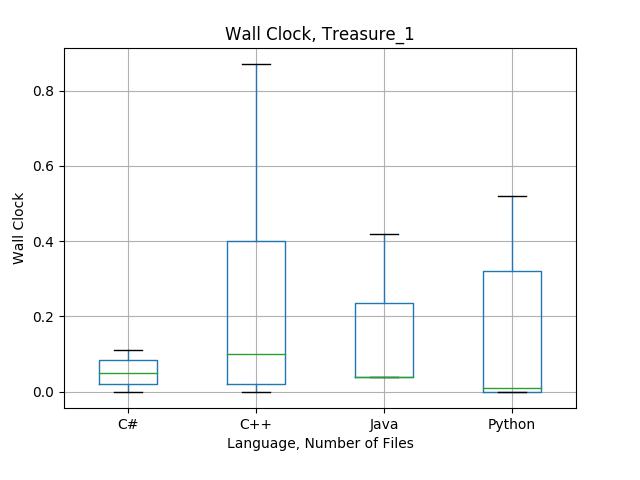 Wall Clock, Treasure_1
Wall Clock
0.8
0.6
0.4
0.2
0.0
C# C++ Java Python
Language, Number of Files